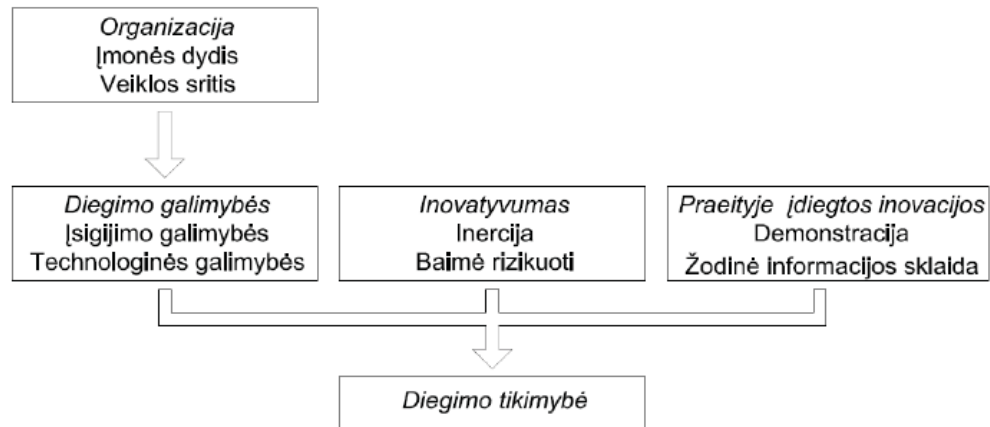 Organizacija
Įmonės dydis
Veiklos sritis
Diegimo galimybės
Įsigijimo galimybės
Technologinės galimybės
Inovatyvumas
Inercija
Baimė rizikuoti
Praeityje įdiegtos inovacijos
Demonstracija
Žodinė informacijos sklaida
Diegimo tikimybė